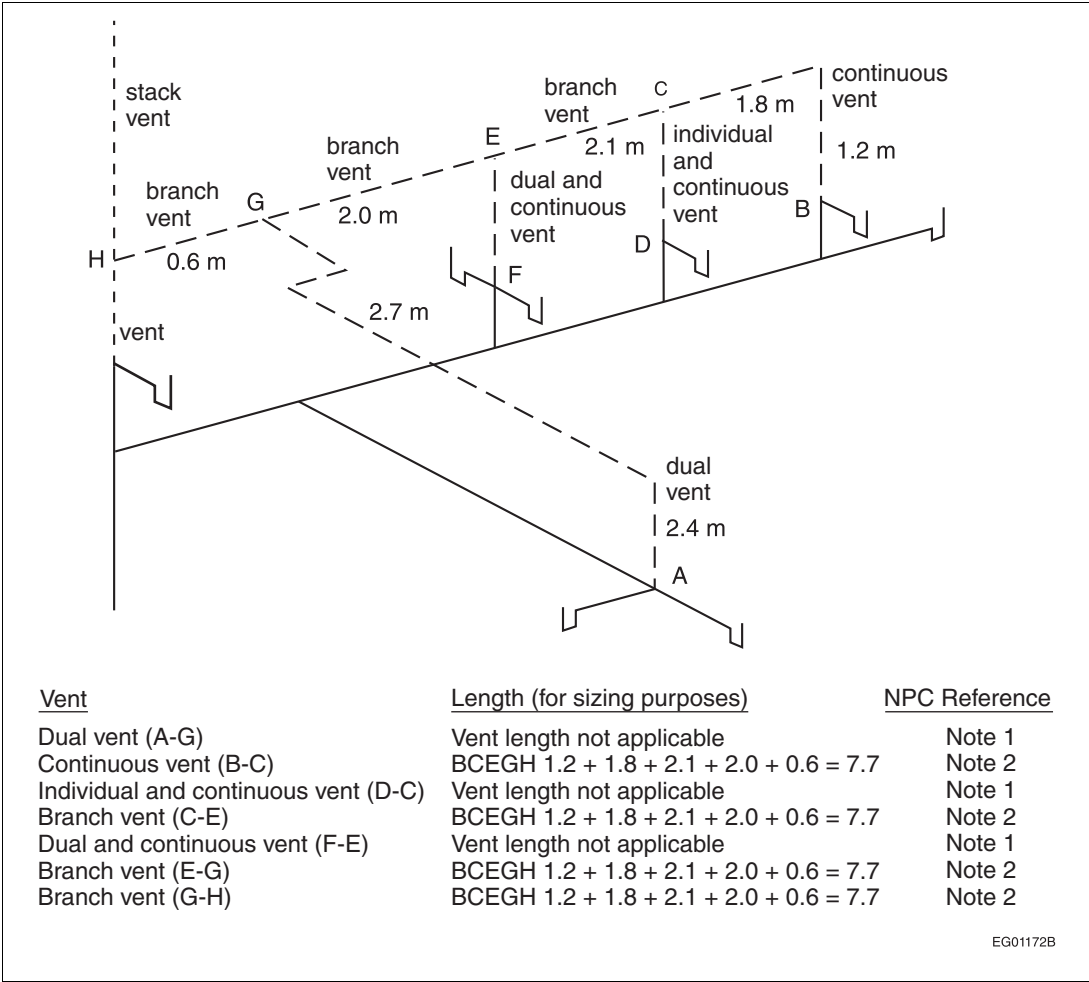 stack
vent
branch
vent
C
continuous
vent
1.8 m
branch
vent
E
2.1 m
individual
and
continuous
vent
1.2 m
branch
vent
G
2.0 m
dual and
continuous
vent
B
H
0.6 m
D
F
vent
2.7 m
dual
vent
2.4 m
A
Vent Length (for sizing purposes) NPC Reference
Dual vent (A-G) Vent length not applicable Note 1
Continuous vent (B-C) BCEGH 1.2 + 1.8 + 2.1 + 2.0 + 0.6 = 7.7 Note 2
Individual and continuous vent (D-C) Vent length not applicable Note 1
Branch vent (C-E) BCEGH 1.2 + 1.8 + 2.1 + 2.0 + 0.6 = 7.7 Note 2
Dual and continuous vent (F-E) Vent length not applicable Note 1
Branch vent (E-G) BCEGH 1.2 + 1.8 + 2.1 + 2.0 + 0.6 = 7.7 Note 2
Branch vent (G-H) BCEGH 1.2 + 1.8 + 2.1 + 2.0 + 0.6 = 7.7 Note 2
EG01172B